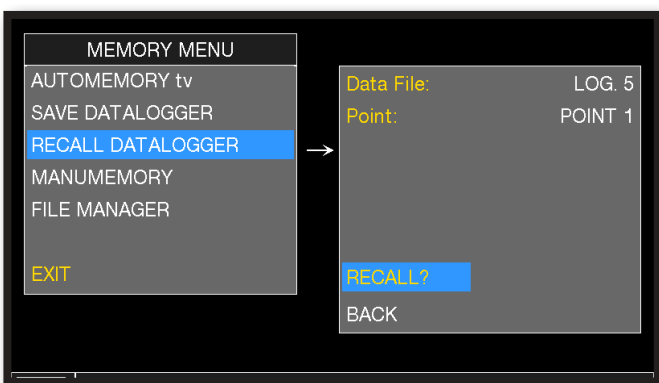 MEMORY MENU
AUTOMEMORY tv
SAVE DATALOGGER
RECALL DATALOGGER
MANUMEMORY
FILE MANAGER
EXIT
→
Data File: LOG. 5
Point: POINT 1
RECALL?
BACK